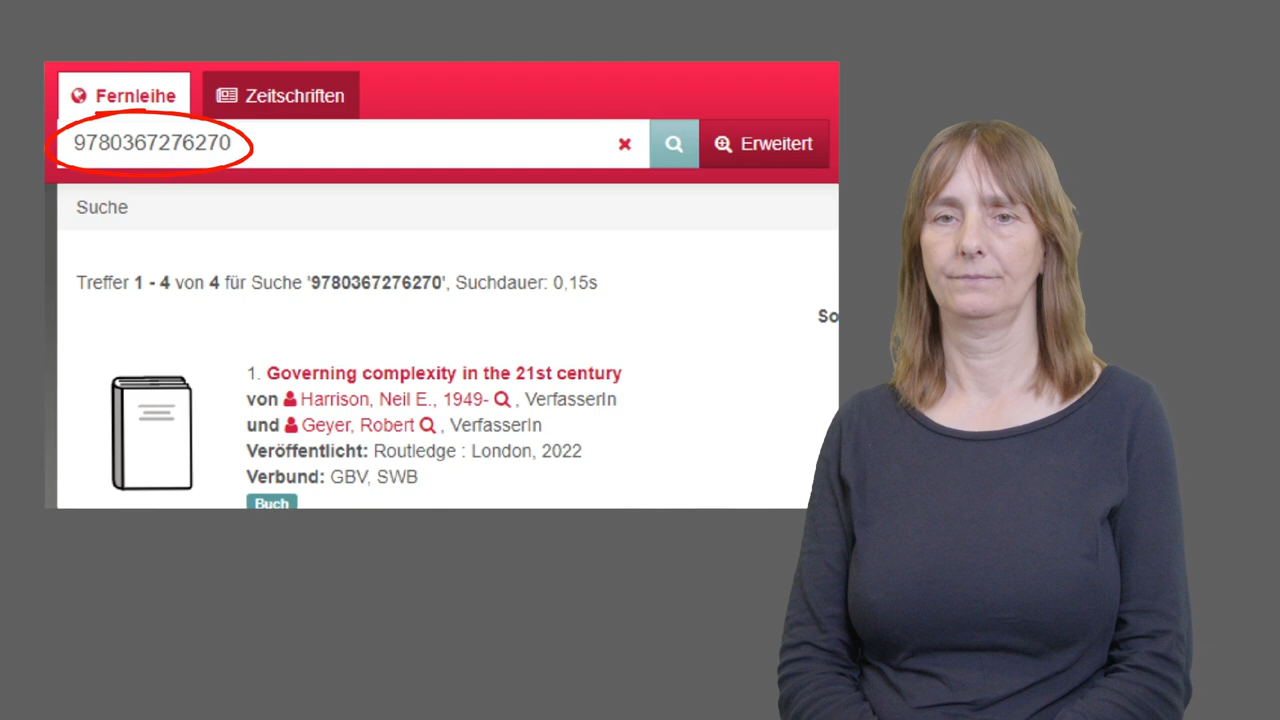 Fernleihe Zeitschriften
9780367276270 Erweitert
Suche
Treffer 1 - 4 von 4 für Suche '9780367276270', Suchdauer: 0,15s
So
1. Governing complexity in the 21st century
von Harrison, Neil E., 1949- , VerfasserIn
und Geyer, Robert , VerfasserIn
Veröffentlicht: Routledge : London, 2022
Verbund: GBV, SWB
Buch